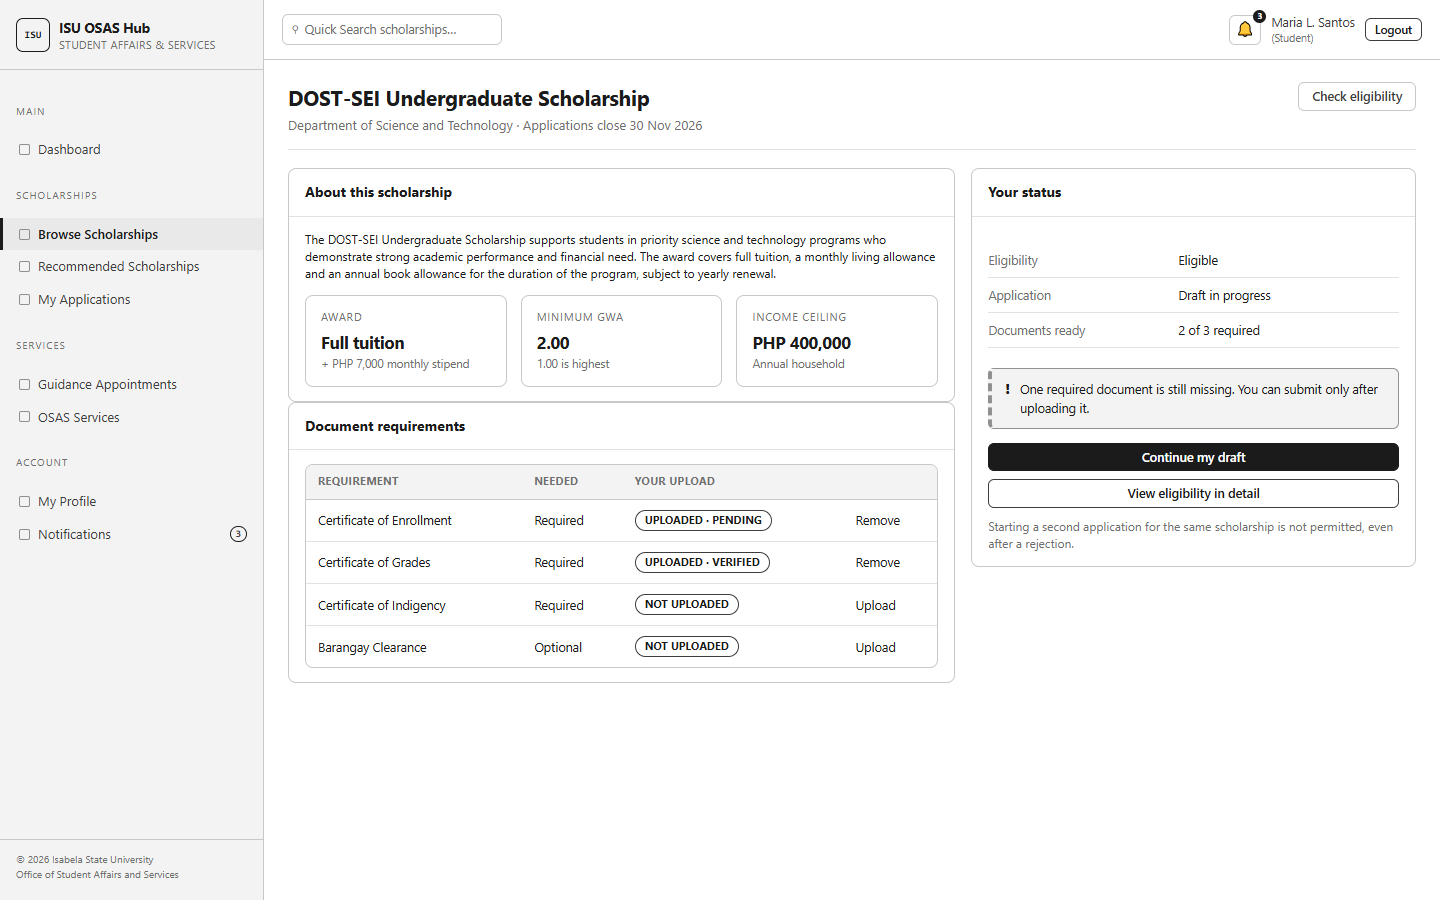 ISU
ISU OSAS Hub
STUDENT AFFAIRS & SERVICES
MAIN
Dashboard
SCHOLARSHIPS
Browse Scholarships
Recommended Scholarships
My Applications
SERVICES
Guidance Appointments
OSAS Services
ACCOUNT
My Profile
Notifications 3
© 2026 Isabela State University
Office of Student Affairs and Services
Quick Search scholarships...
3
Maria L. Santos
(Student)
Logout
DOST-SEI Undergraduate Scholarship
Department of Science and Technology · Applications close 30 Nov 2026
Check eligibility
About this scholarship
The DOST-SEI Undergraduate Scholarship supports students in priority science and technology programs who
demonstrate strong academic performance and financial need. The award covers full tuition, a monthly living allowance
and an annual book allowance for the duration of the program, subject to yearly renewal.
AWARD
Full tuition
+ PHP 7,000 monthly stipend
MINIMUM GWA
2.00
1.00 is highest
INCOME CEILING
PHP 400,000
Annual household
Document requirements
REQUIREMENT NEEDED YOUR UPLOAD
Certificate of Enrollment Required UPLOADED · PENDING Remove
Certificate of Grades Required UPLOADED · VERIFIED Remove
Certificate of Indigency Required NOT UPLOADED Upload
Barangay Clearance Optional NOT UPLOADED Upload
Your status
Eligibility Eligible
Application Draft in progress
Documents ready 2 of 3 required
! One required document is still missing. You can submit only after
uploading it.
Continue my draft
View eligibility in detail
Starting a second application for the same scholarship is not permitted, even
after a rejection.